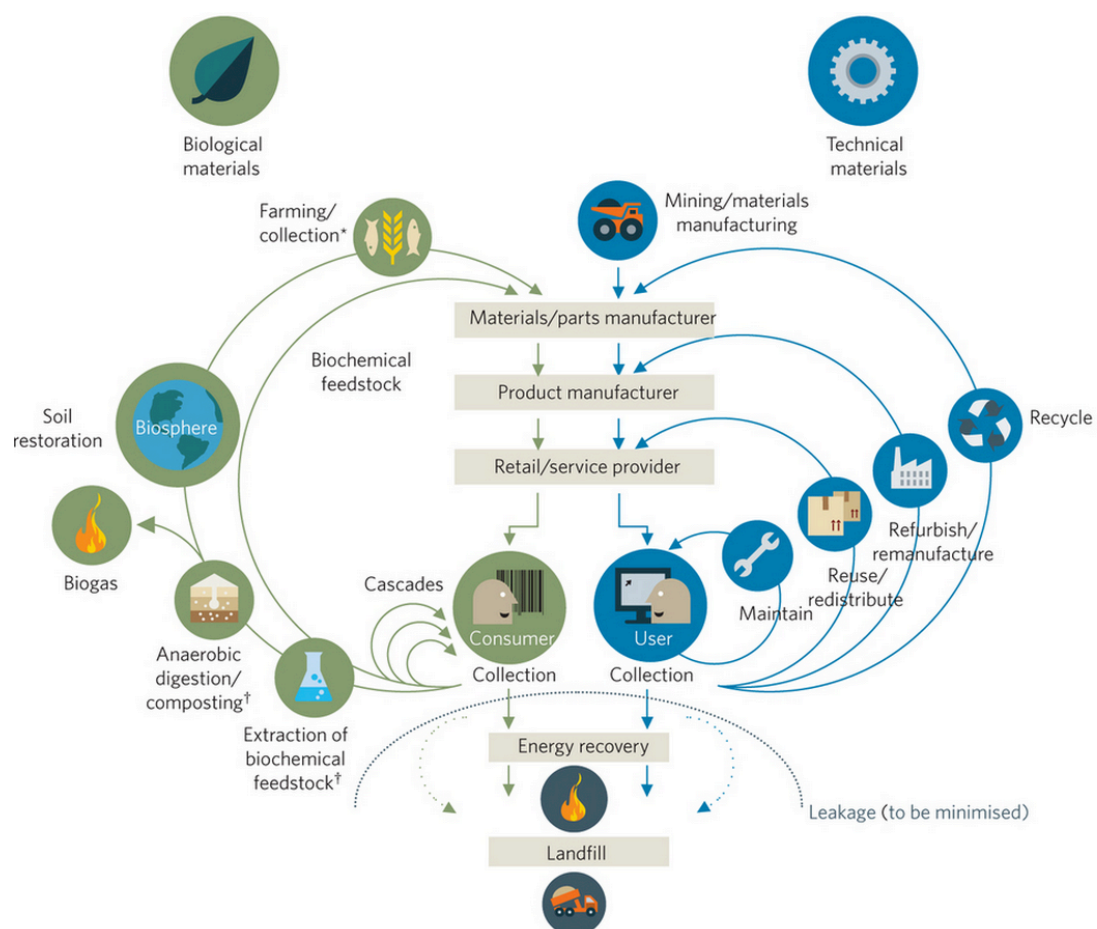 Biological
materials
Technical
materials
Farming/
collection*
Mining/materials
manufacturing
Materials/parts manufacturer
Biochemical
feedstock
Product manufacturer
Soil
restoration
Biosphere
Recycle
Retail/service provider
Biogas
Refurbish/
remanufacture
Reuse/
redistribute
Cascades
Maintain
Consumer
User
Anaerobic
digestion/
composting†
Collection
Collection
Extraction of
biochemical
feedstock†
Energy recovery
Leakage (to be minimised)
Landfill